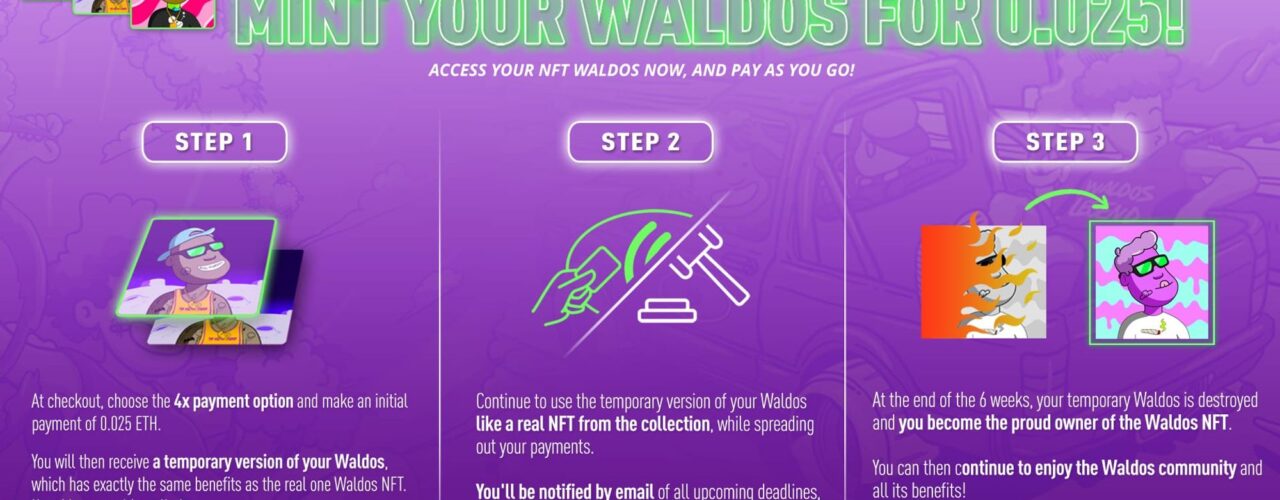 MINT YOUR WALDOS FOR 0.025!
ACCESS YOUR NFT WALDOS NOW, AND PAY AS YOU GO!
STEP 1
At checkout, choose the 4x payment option and make an initial
payment of 0.025 ETH.
You will then receive a temporary version of your Waldos,
which has exactly the same benefits as the real one Waldos NFT.
STEP 2
Continue to use the temporary version of your Waldos
like a real NFT from the collection, while spreading
out your payments.
You'll be notified by email of all upcoming deadlines,
STEP 3
WALDOS
LEGEND
At the end of the 6 weeks, your temporary Waldos is destroyed
and you become the proud owner of the Waldos NFT.
You can then continue to enjoy the Waldos community and
all its benefits!